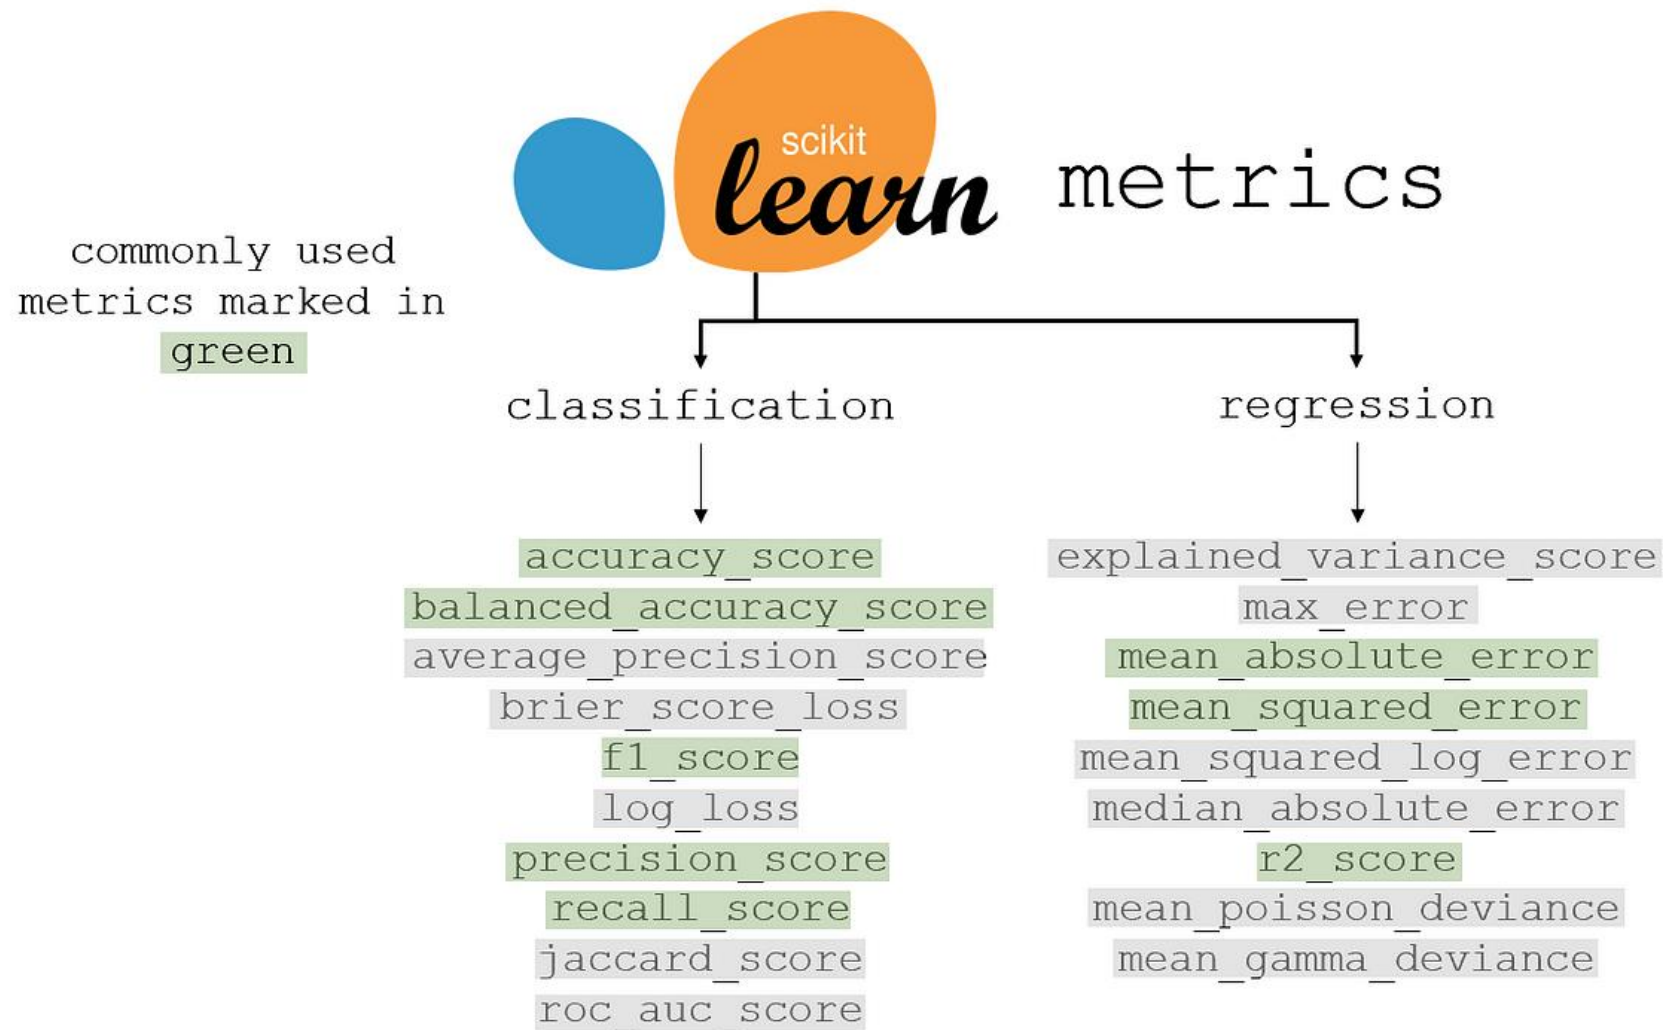 scikit
learn metrics
commonly used
metrics marked in
green
classification
accuracy_score
balanced_accuracy_score
average_precision_score
brier_score_loss
f1_score
log_loss
precision_score
recall_score
jaccard_score
roc_auc_score
regression
explained_variance_score
max_error
mean_absolute_error
mean_squared_error
mean_squared_log_error
median_absolute_error
r2_score
mean_poisson_deviance
mean_gamma_deviance